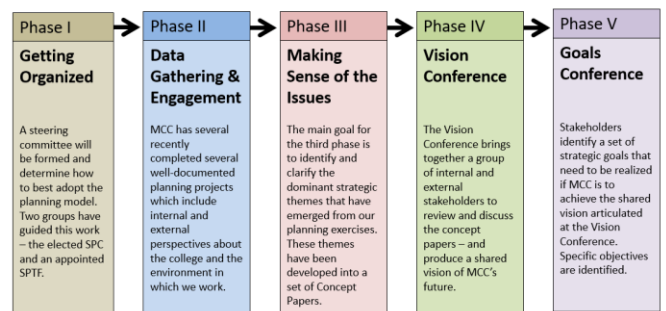 Phase I
Getting
Organized
A steering
committee will
be formed and
determine how
to best adopt the
planning model.
Two groups have
guided this work
– the elected SPC
and an appointed
SPTF.
Phase II
Data
Gathering &
Engagement
MCC has several
recently
completed several
well-documented
planning projects
which include
internal and
external
perspectives about
the college and the
environment in
which we work.
Phase III
Making
Sense of the
Issues
The main goal for
the third phase is
to identify and
clarify the
dominant strategic
themes that have
emerged from our
planning exercises.
These themes
have been
developed into a
set of Concept
Papers.
Phase IV
Vision
Conference
The Vision
Conference brings
together a group
of internal and
external
stakeholders to
review and discuss
the concept
papers – and
produce a shared
vision of MCC’s
future.
Phase V
Goals
Conference
Stakeholders
identify a set of
strategic goals
that need to be
realized if MCC is
to achieve the
shared vision
articulated at the
Vision Conference.
Specific objectives
are identified.